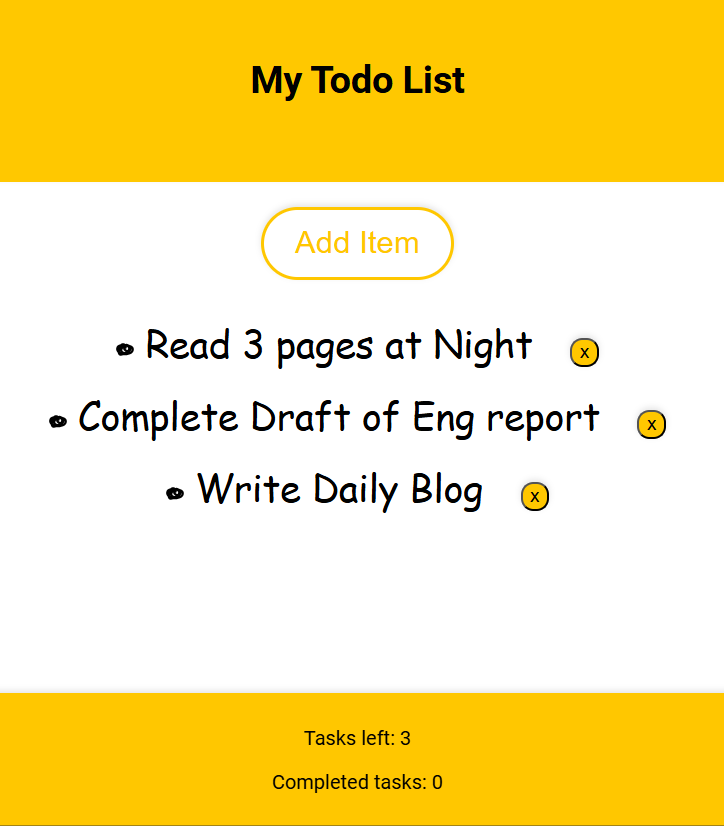 My Todo List
Add Item
Read 3 pages at Night x
Complete Draft of Eng report x
Write Daily Blog x
Tasks left: 3
Completed tasks: 0